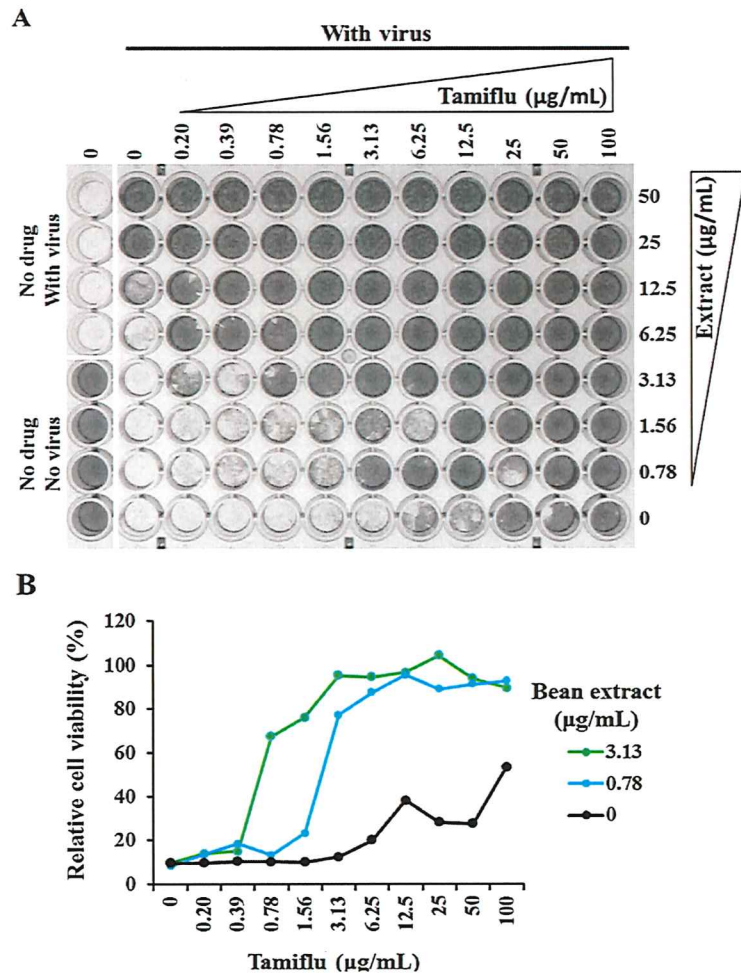 A
With virus
Tamiflu (µg/mL)
0 0 0.20 0.39 0.78 1.56 3.13 6.25 12.5 25 50 100
No drug
With virus
No drug
No virus
50
25
12.5
6.25
3.13
1.56
0.78
0
Extract (µg/mL)
B
Relative cell viability (%)
120
100
80
60
40
20
0
0 0.20 0.39 0.78 1.56 3.13 6.25 12.5 25 50 100
Tamiflu (µg/mL)
Bean extract
(µg/mL)
3.13
0.78
0